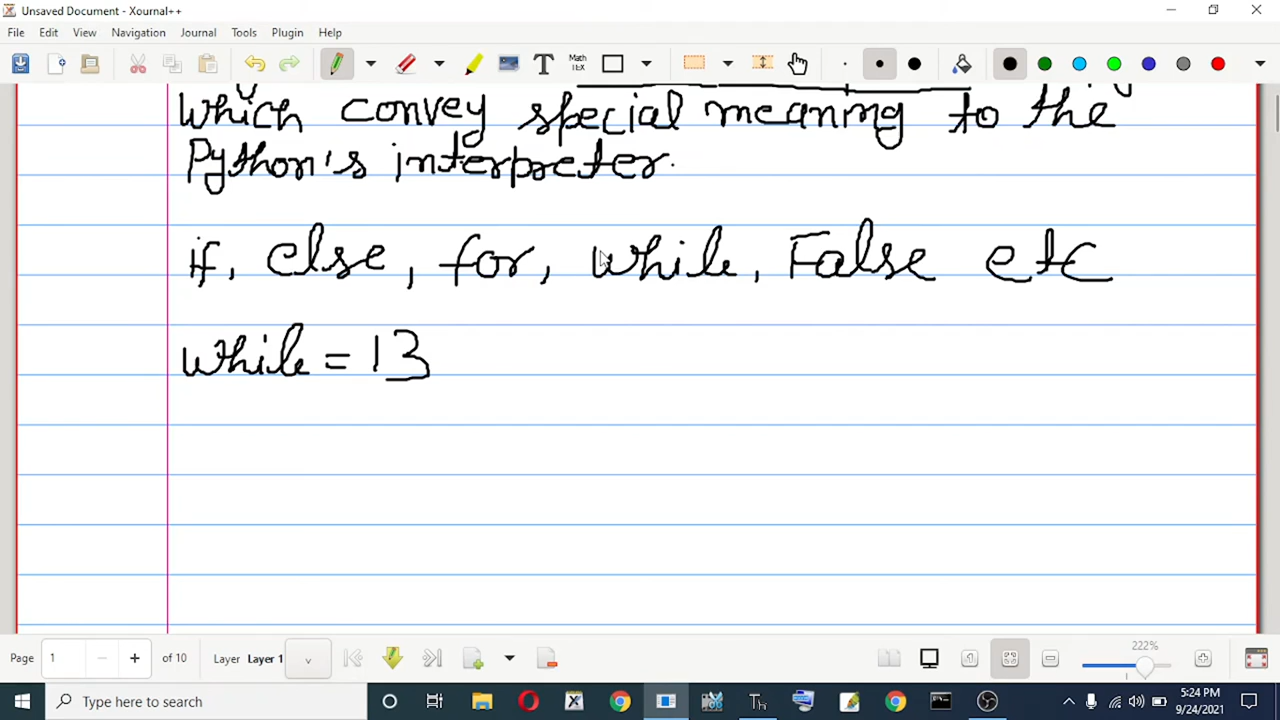 Unsaved Document - Xournal++
File Edit View Navigation Journal Tools Plugin Help
T Math TEX
which convey special meaning to the
Python's interpreter.
if, else, for, while, False etc
while = 13
Page 1 of 10 Layer Layer 1 222%
Type here to search
5:24 PM
9/24/2021